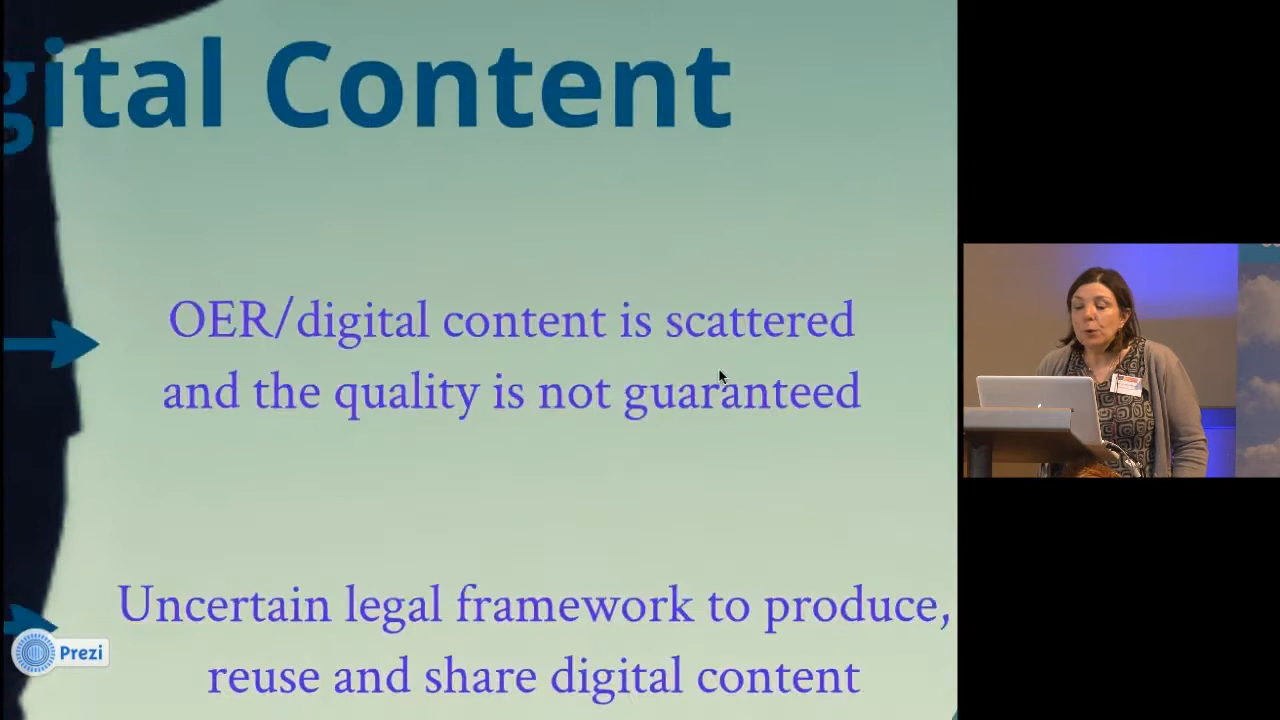 gital Content
OER/digital content is scattered
and the quality is not guaranteed
Uncertain legal framework to produce,
reuse and share digital content
Prezi